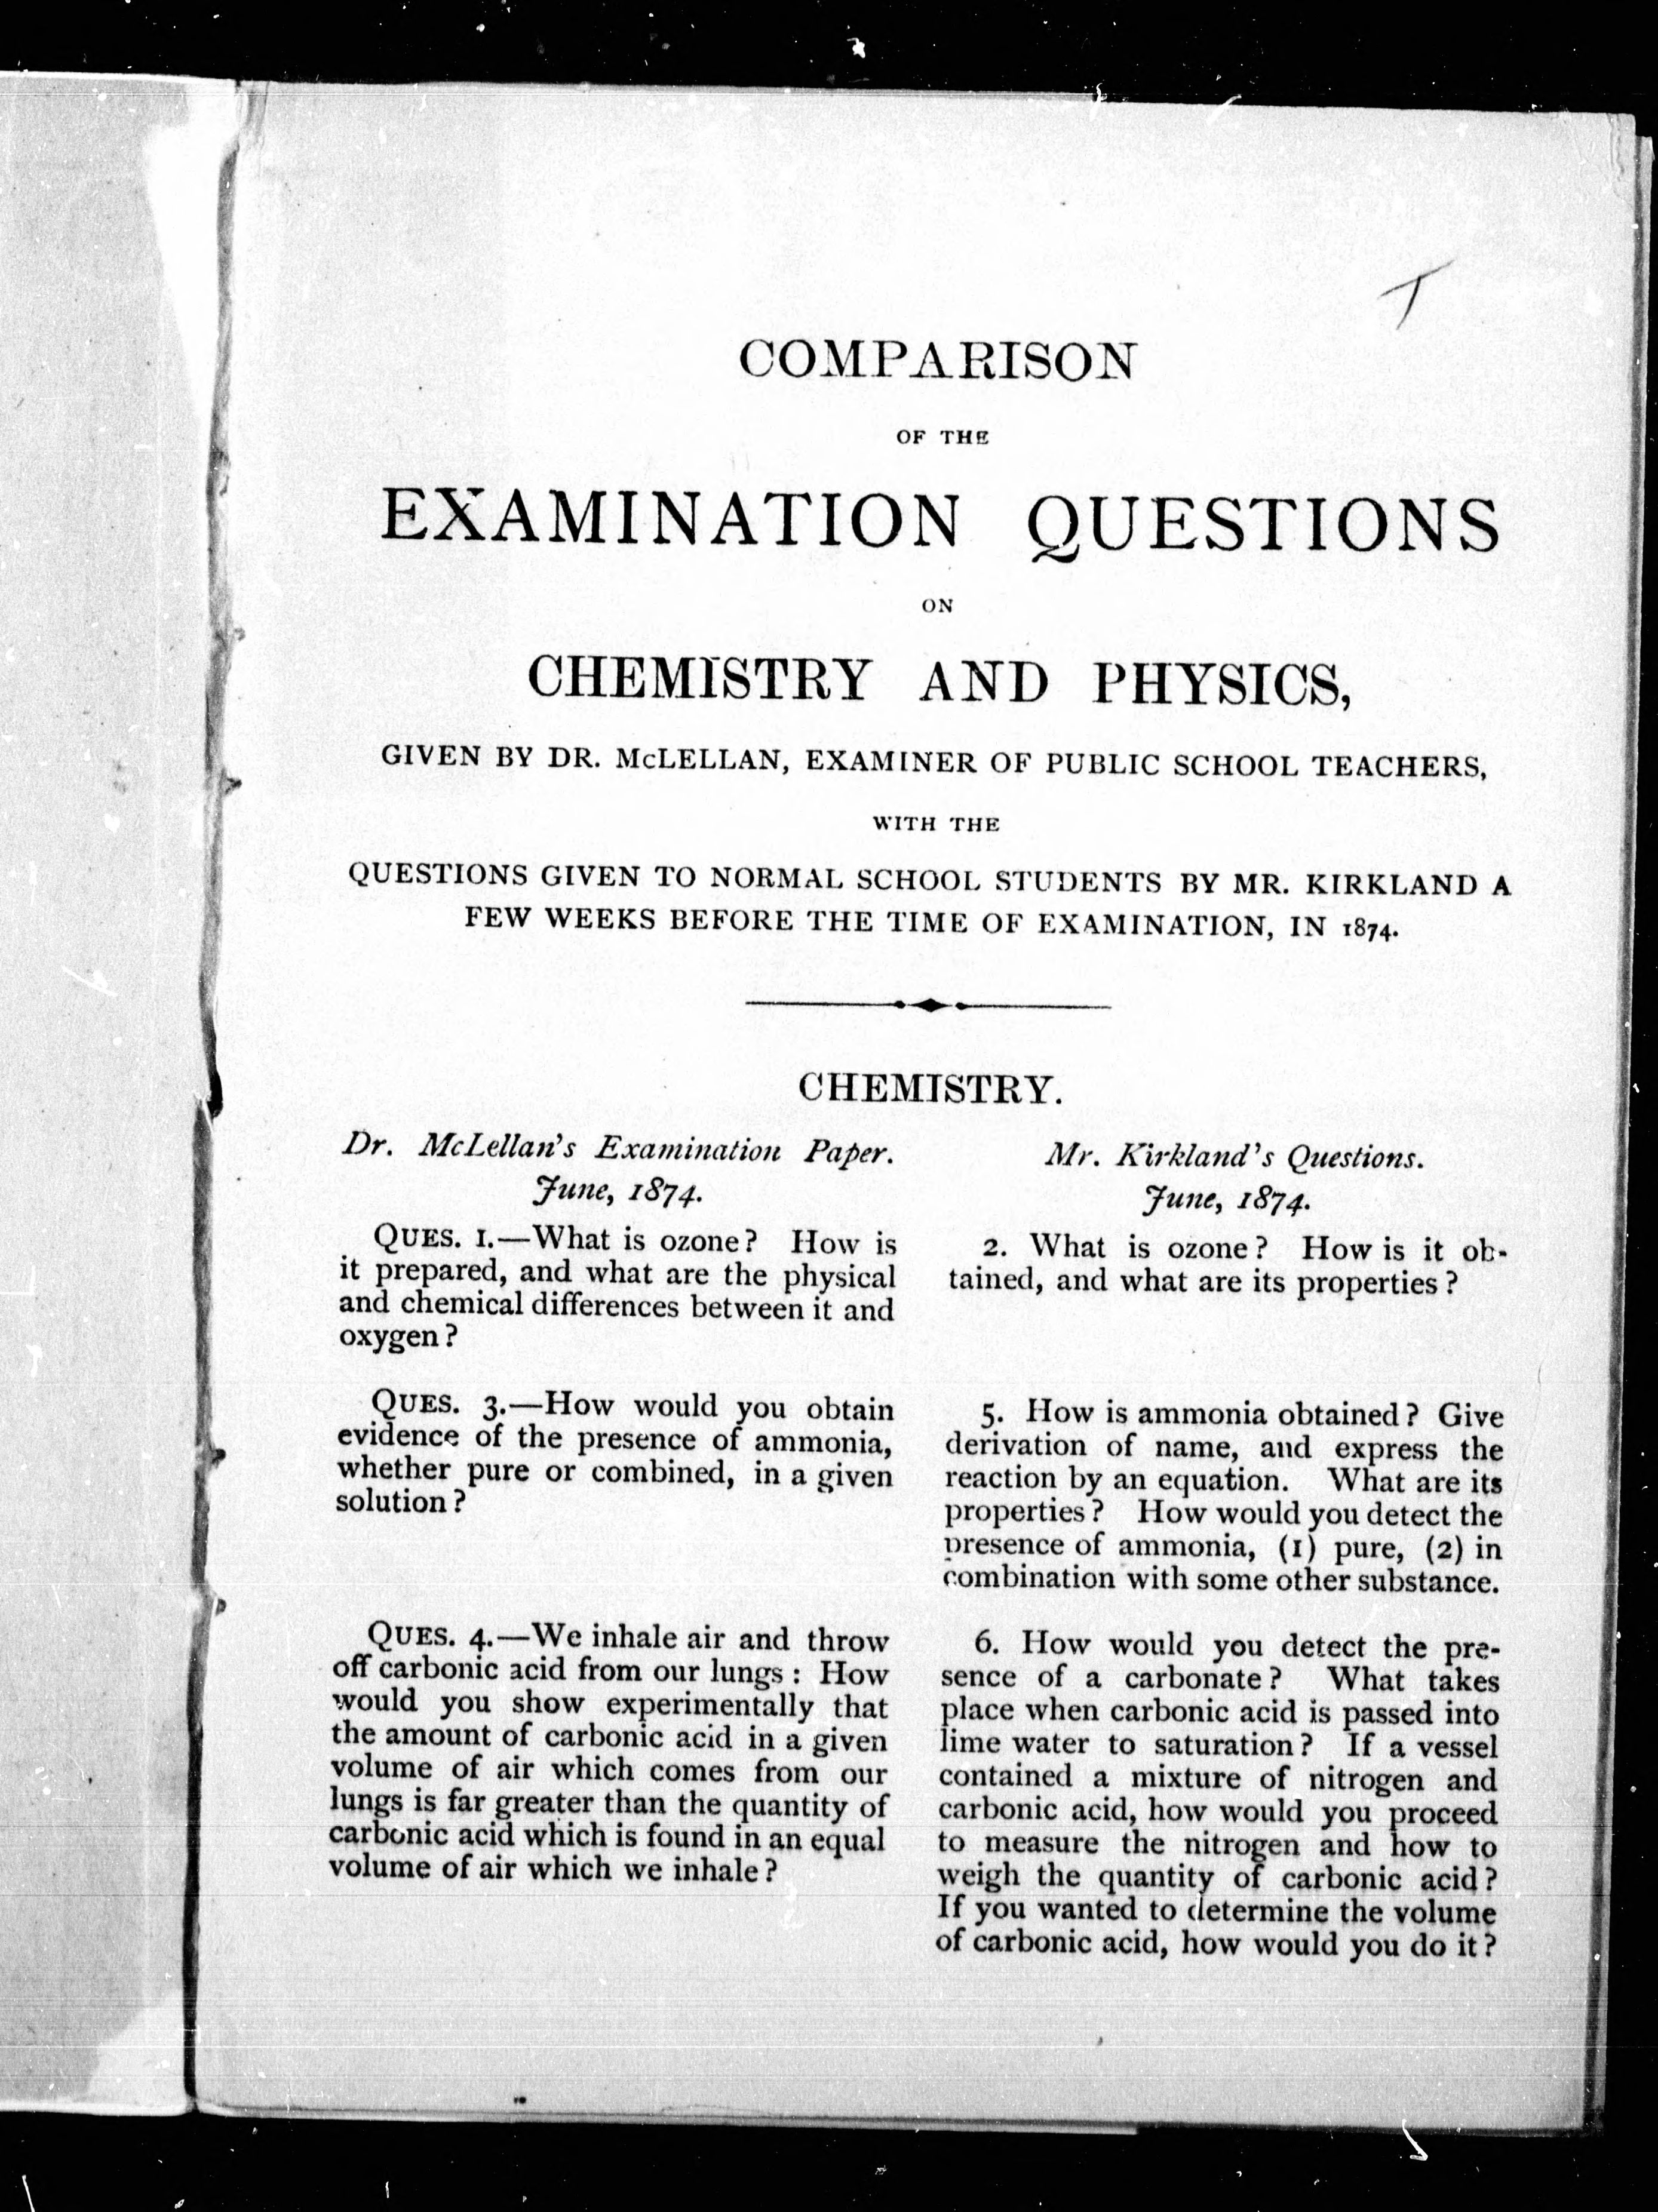 T
COMPARISON
OF THE
EXAMINATION QUESTIONS
ON
CHEMISTRY AND PHYSICS,
GIVEN BY DR. McLELLAN, EXAMINER OF PUBLIC SCHOOL TEACHERS,
WITH THE
QUESTIONS GIVEN TO NORMAL SCHOOL STUDENTS BY MR. KIRKLAND A
FEW WEEKS BEFORE THE TIME OF EXAMINATION, IN 1874.
CHEMISTRY.
Dr. McLellan's Examination Paper.
June, 1874.
QUES. 1.—What is ozone? How is
it prepared, and what are the physical
and chemical differences between it and
oxygen?
QUES. 3.—How would you obtain
evidence of the presence of ammonia,
whether pure or combined, in a given
solution?
QUES. 4.—We inhale air and throw
off carbonic acid from our lungs: How
would you show experimentally that
the amount of carbonic acid in a given
volume of air which comes from our
lungs is far greater than the quantity of
carbonic acid which is found in an equal
volume of air which we inhale?
Mr. Kirkland's Questions.
June, 1874.
2. What is ozone? How is it ob-
tained, and what are its properties?
5. How is ammonia obtained? Give
derivation of name, and express the
reaction by an equation. What are its
properties? How would you detect the
presence of ammonia, (1) pure, (2) in
combination with some other substance.
6. How would you detect the pre-
sence of a carbonate? What takes
place when carbonic acid is passed into
lime water to saturation? If a vessel
contained a mixture of nitrogen and
carbonic acid, how would you proceed
to measure the nitrogen and how to
weigh the quantity of carbonic acid?
If you wanted to determine the volume
of carbonic acid, how would you do it?